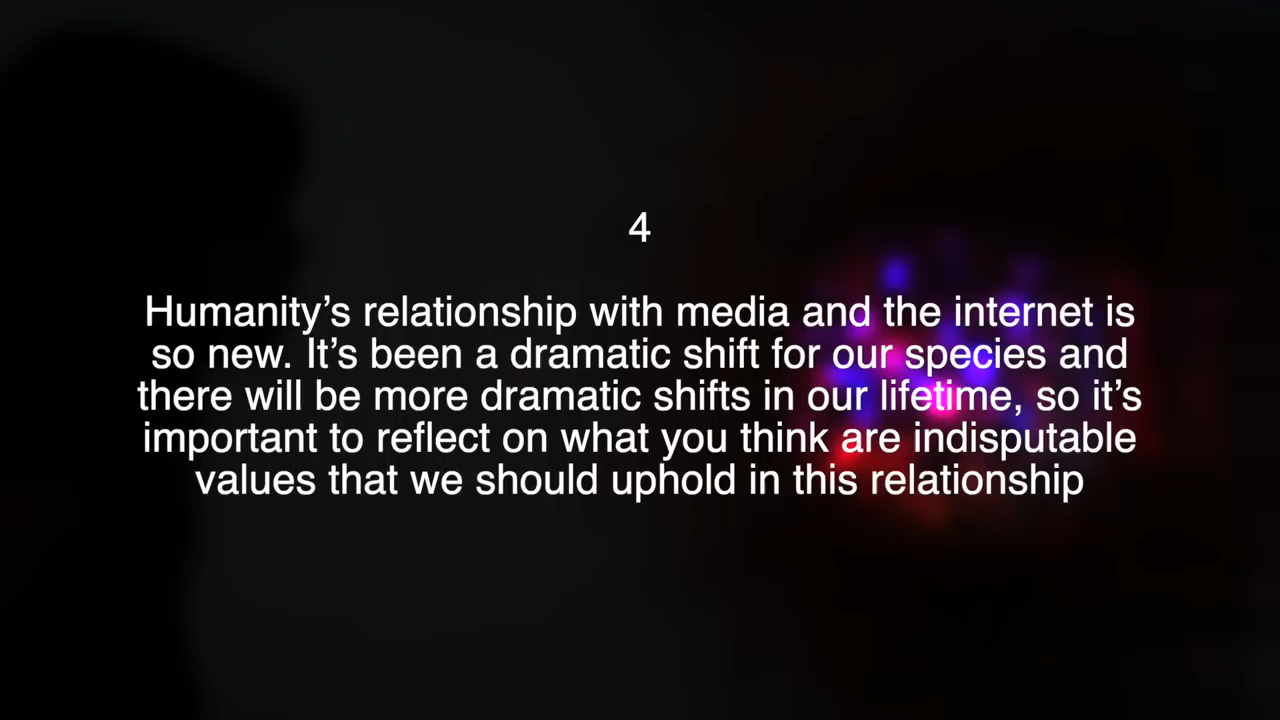 4
Humanity’s relationship with media and the internet is
so new. It’s been a dramatic shift for our species and
there will be more dramatic shifts in our lifetime, so it’s
important to reflect on what you think are indisputable
values that we should uphold in this relationship